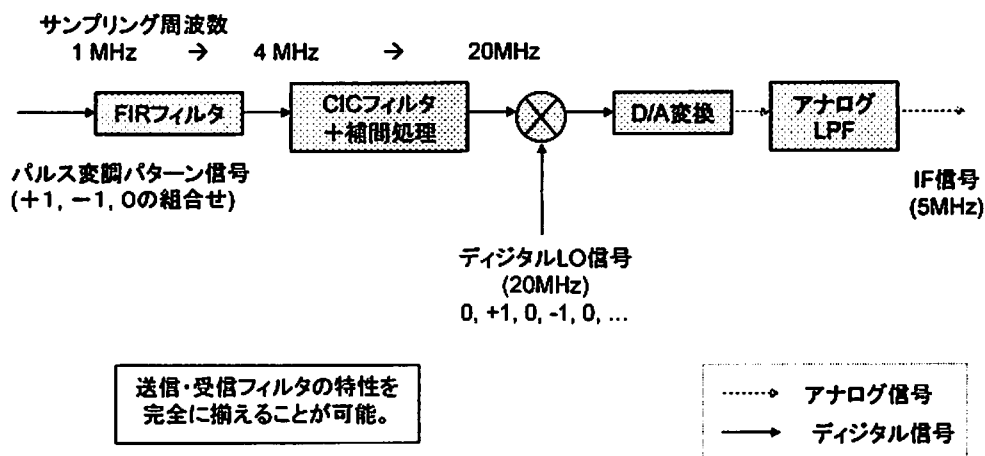 サンプリング周波数
1 MHz → 4 MHz → 20MHz
FIRフィルタ
CICフィルタ
＋補間処理
D/A変換
アナログ
LPF
パルス変調パターン信号
(＋1, －1, 0の組合せ)
IF信号
(5MHz)
ディジタルLO信号
(20MHz)
0, +1, 0, -1, 0, ...
送信・受信フィルタの特性を
完全に揃えることが可能。
アナログ信号
ディジタル信号